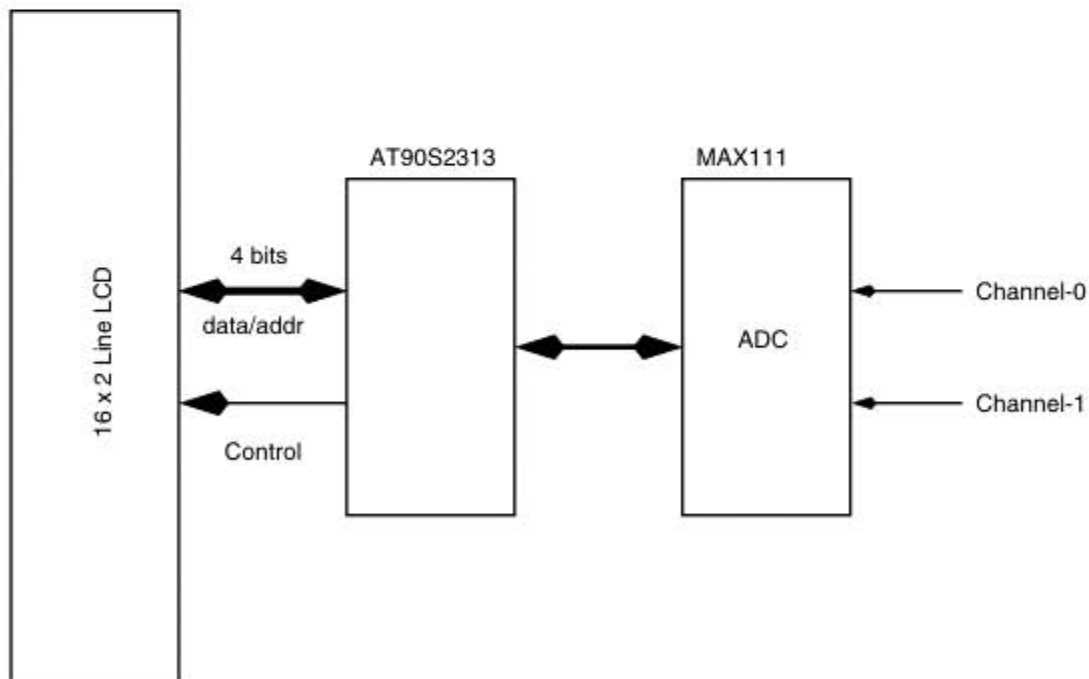 16 x 2 Line LCD
4 bits
data/addr
Control
AT90S2313
MAX111
ADC
Channel-0
Channel-1